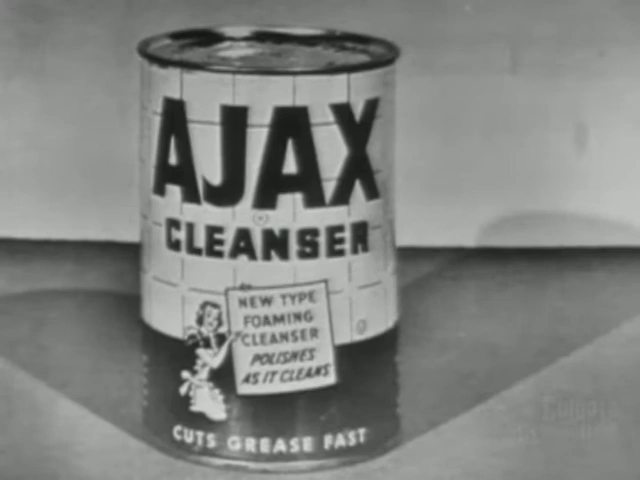 AJAX
CLEANSER
NEW TYPE
FOAMING
CLEANSER
POLISHES
AS IT CLEANS
CUTS GREASE FAST